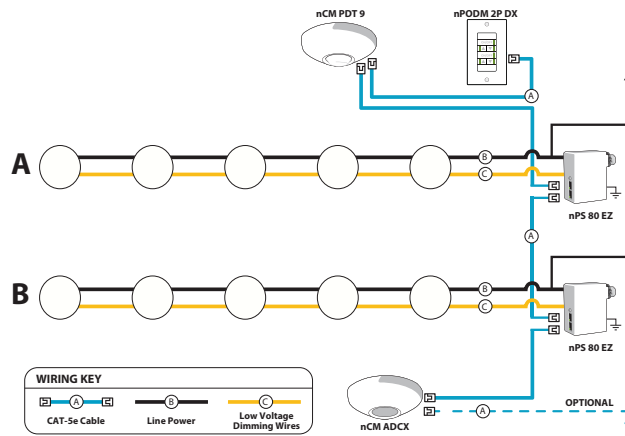 nCM PDT 9
nPODM 2P DX
A
A
B
C
nPS 80 EZ
A
B
B
C
nPS 80 EZ
WIRING KEY
A
B
C
CAT-5e Cable
Line Power
Low Voltage
Dimming Wires
nCM ADCX
A
OPTIONAL